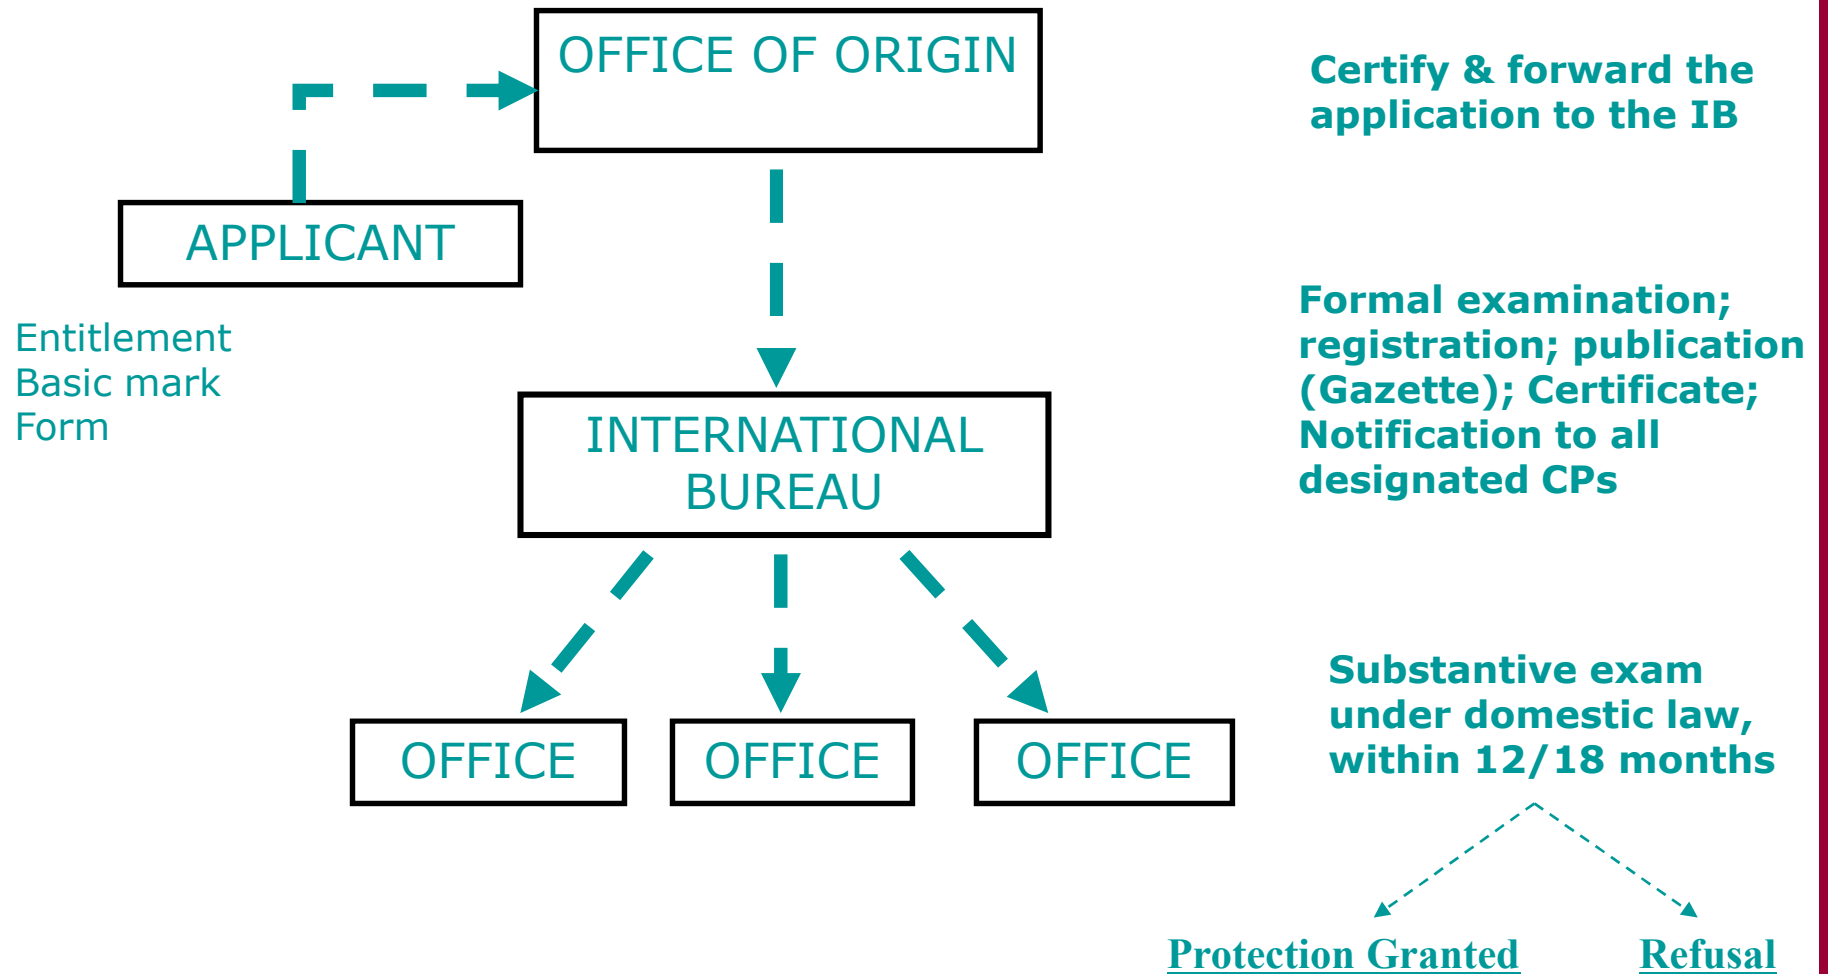 OFFICE OF ORIGIN
Certify & forward the
application to the IB
APPLICANT
Entitlement
Basic mark
Form
Formal examination;
registration; publication
(Gazette); Certificate;
Notification to all
designated CPs
INTERNATIONAL
BUREAU
Substantive exam
under domestic law,
within 12/18 months
OFFICE
OFFICE
OFFICE
Protection Granted
Refusal